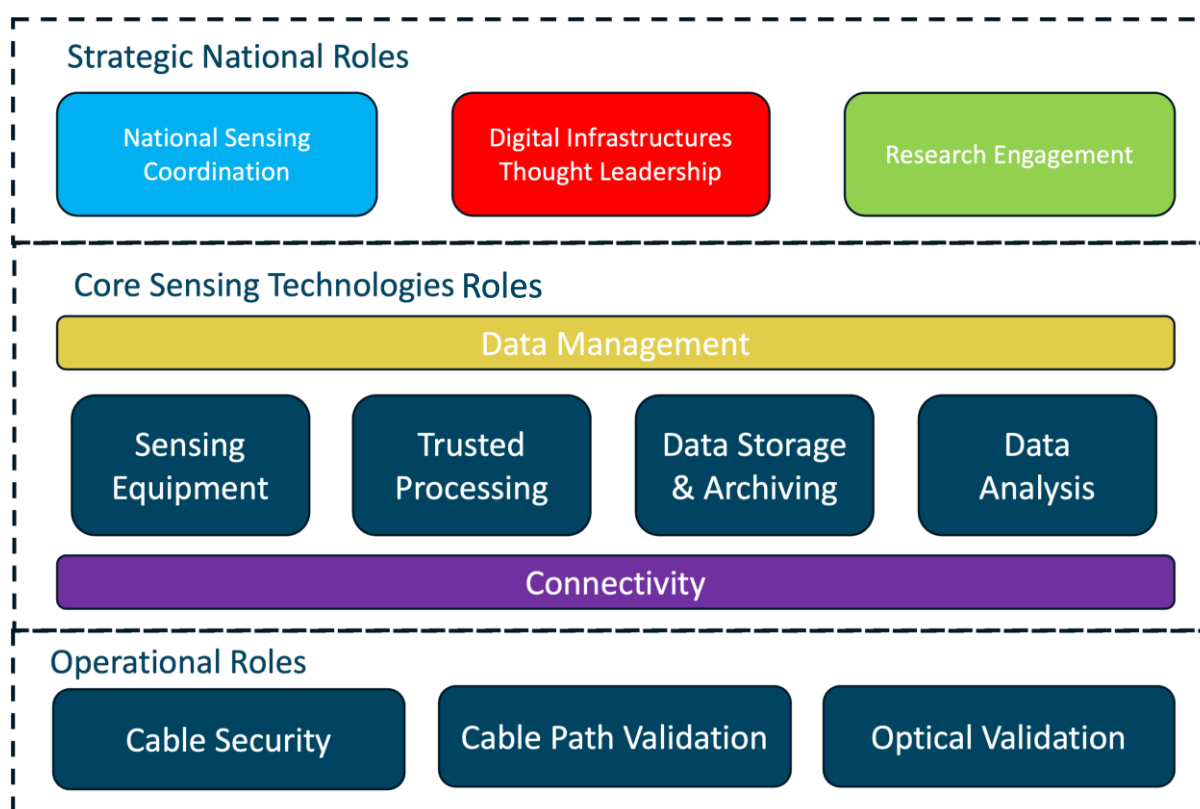 Strategic National Roles
National Sensing
Coordination
Digital Infrastructures
Thought Leadership
Research Engagement
Core Sensing Technologies Roles
Data Management
Sensing
Equipment
Trusted
Processing
Data Storage
& Archiving
Data
Analysis
Connectivity
Operational Roles
Cable Security
Cable Path Validation
Optical Validation